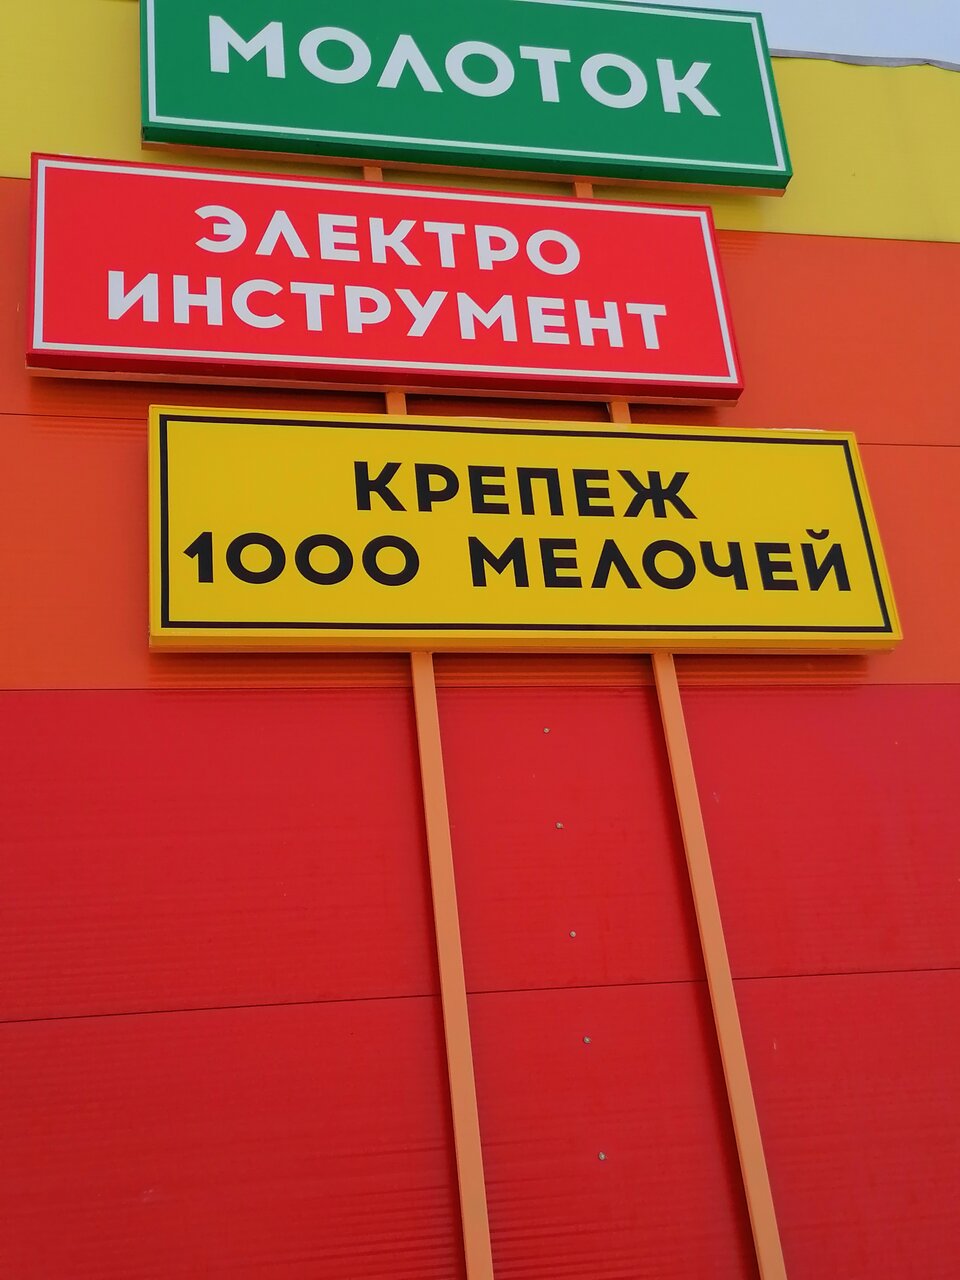 МОЛОТОК
ЭЛЕКТРО
ИНСТРУМЕНТ
КРЕПЕЖ
1000 МЕЛОЧЕЙ